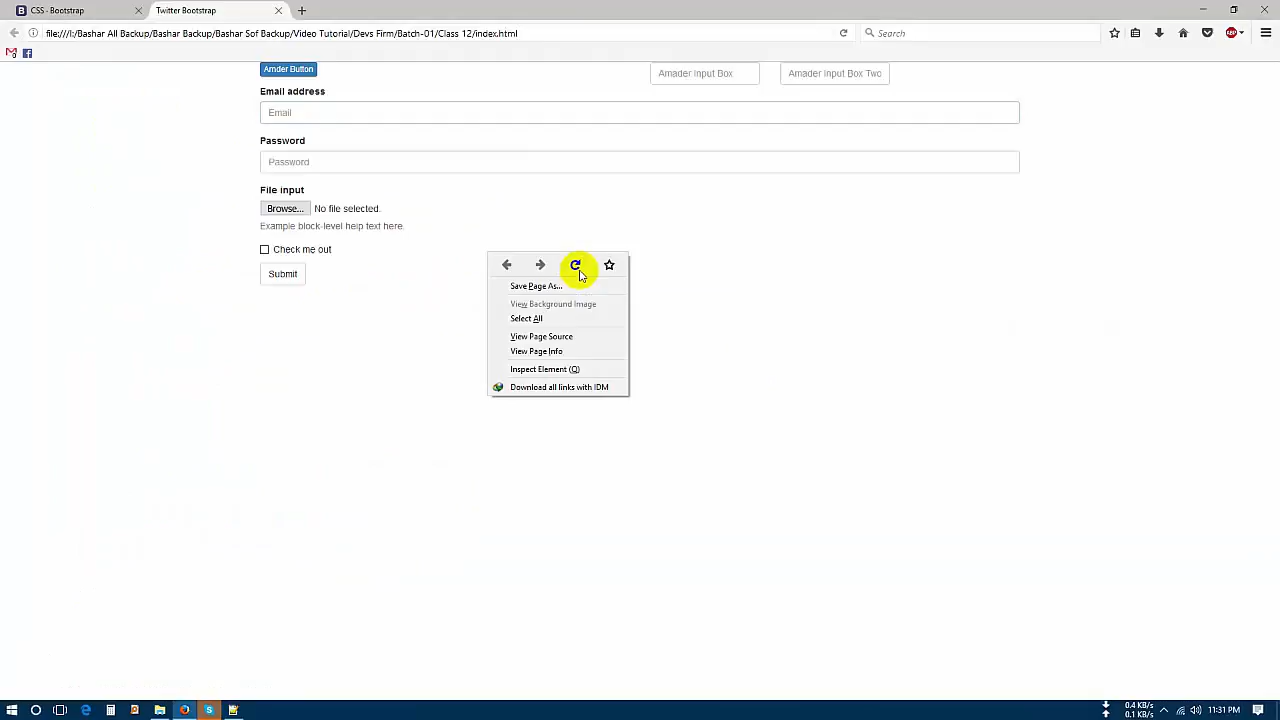 CSS - Bootstrap
Twitter Bootstrap
file:///I:/Bashar All Backup/Bashar Backup/Bashar Sof Backup/Video Tutorial/Devs Firm/Batch-01/Class 12/index.html
Search
ABP
Amder Button
Amader Input Box
Amader Input Box Two
Email address
Email
Password
Password
File input
Browse... No file selected.
Example block-level help text here.
Check me out
Submit
Save Page As...
View Background Image
Select All
View Page Source
View Page Info
Inspect Element (Q)
Download all links with IDM
0.4 KB/s
0.1 KB/s
11:31 PM